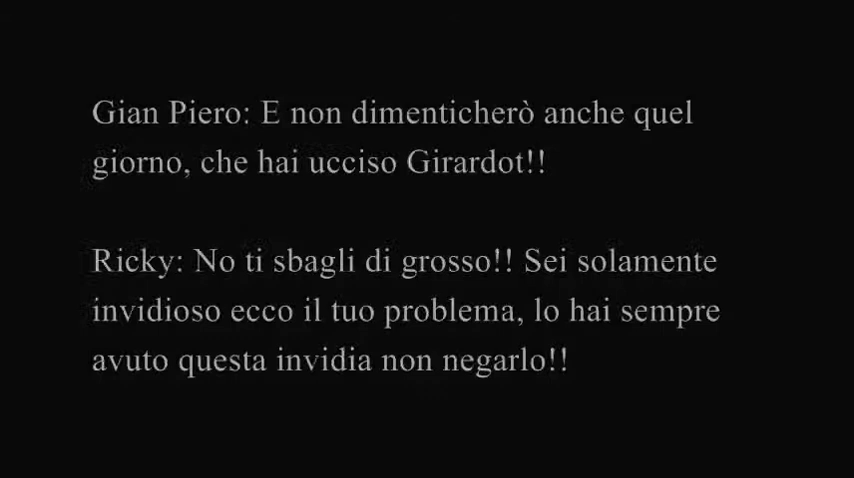 Gian Piero: E non dimenticherò anche quel
giorno, che hai ucciso Girardot!!
Ricky: No ti sbagli di grosso!! Sei solamente
invidioso ecco il tuo problema, lo hai sempre
avuto questa invidia non negarlo!!